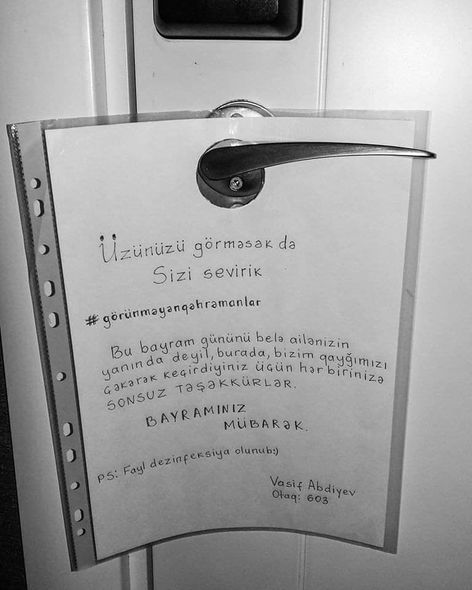 Üzünüzü görməsək də
Sizi sevirik
#görünməyənqəhrəmanlar
Bu bayram gününü belə ailənizin
yanında deyil, burada, bizim qayğımızı
çəkərək keçirdiyiniz üçün hər birinizə
SONSUZ TƏŞƏKKÜRLƏR.
BAYRAMINIZ
MÜBARƏK.
PS: Fayl dezinfeksiya olunub:)
Vasif Abdiyev
Otaq: 603